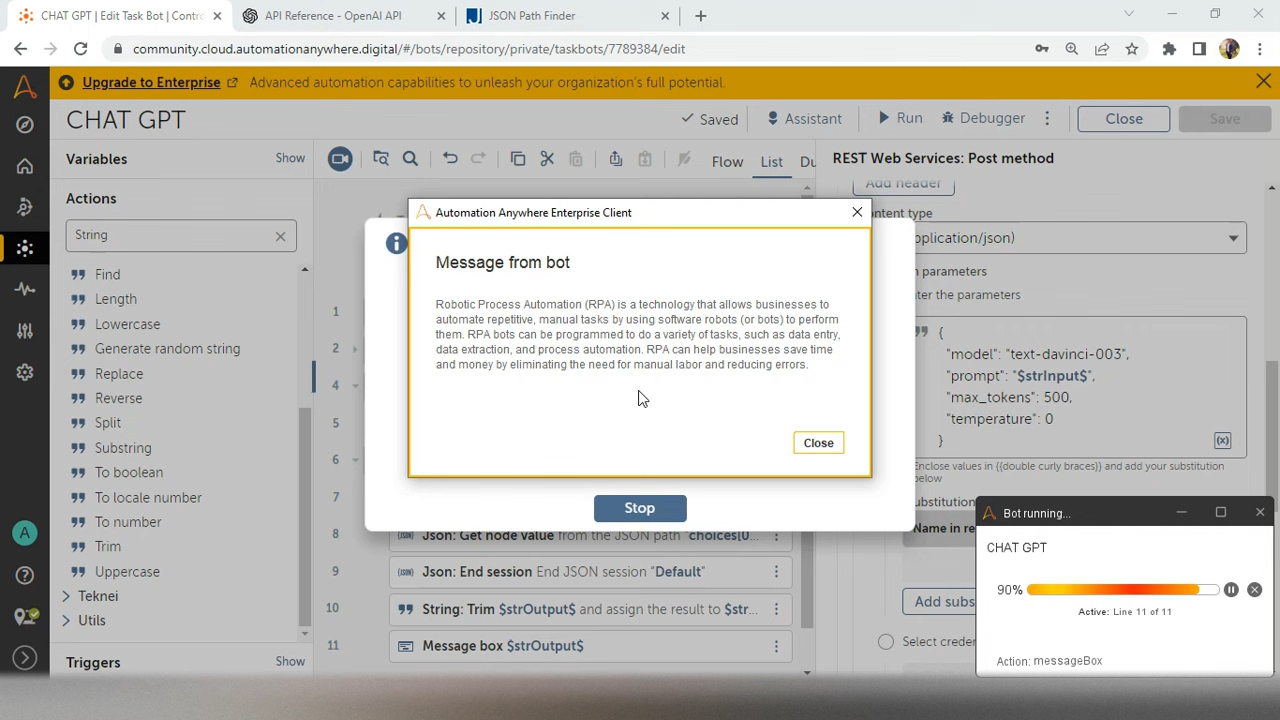 CHAT GPT | Edit Task Bot | Contro
API Reference - OpenAI API
JSON Path Finder
community.cloud.automationanywhere.digital/#/bots/repository/private/taskbots/7789384/edit
Upgrade to Enterprise Advanced automation capabilities to unleash your organization's full potential.
CHAT GPT
Saved
Assistant
Run
Debugger
Close
Save
Variables
Show
Flow
List
Du
REST Web Services: Post method
Actions
String
Find
Length
Lowercase
Generate random string
Replace
Reverse
Split
Substring
To boolean
To locale number
To number
Trim
Uppercase
Teknei
Utils
Triggers
Show
A
1
2
4
5
6
7
8
9
10
11
Automation Anywhere Enterprise Client
Message from bot
Robotic Process Automation (RPA) is a technology that allows businesses to
automate repetitive, manual tasks by using software robots (or bots) to perform
them. RPA bots can be programmed to do a variety of tasks, such as data entry,
data extraction, and process automation. RPA can help businesses save time
and money by eliminating the need for manual labor and reducing errors.
Close
Stop
Json: Get node value from the JSON path "choices[0...
Json: End session End JSON session "Default"
String: Trim $strOutput$ and assign the result to $str...
Message box $strOutput$
Add header
ontent type
pplication/json)
m parameters
ter the parameters
{
"model": "text-davinci-003",
"prompt": "$strInput$",
"max_tokens": 500,
"temperature": 0
}
(x)
Enclose values in {{double curly braces}} and add your substitution
below
Substitution
Name in re
Add subs
Select creden
Bot running...
CHAT GPT
90%
Active: Line 11 of 11
Action: messageBox